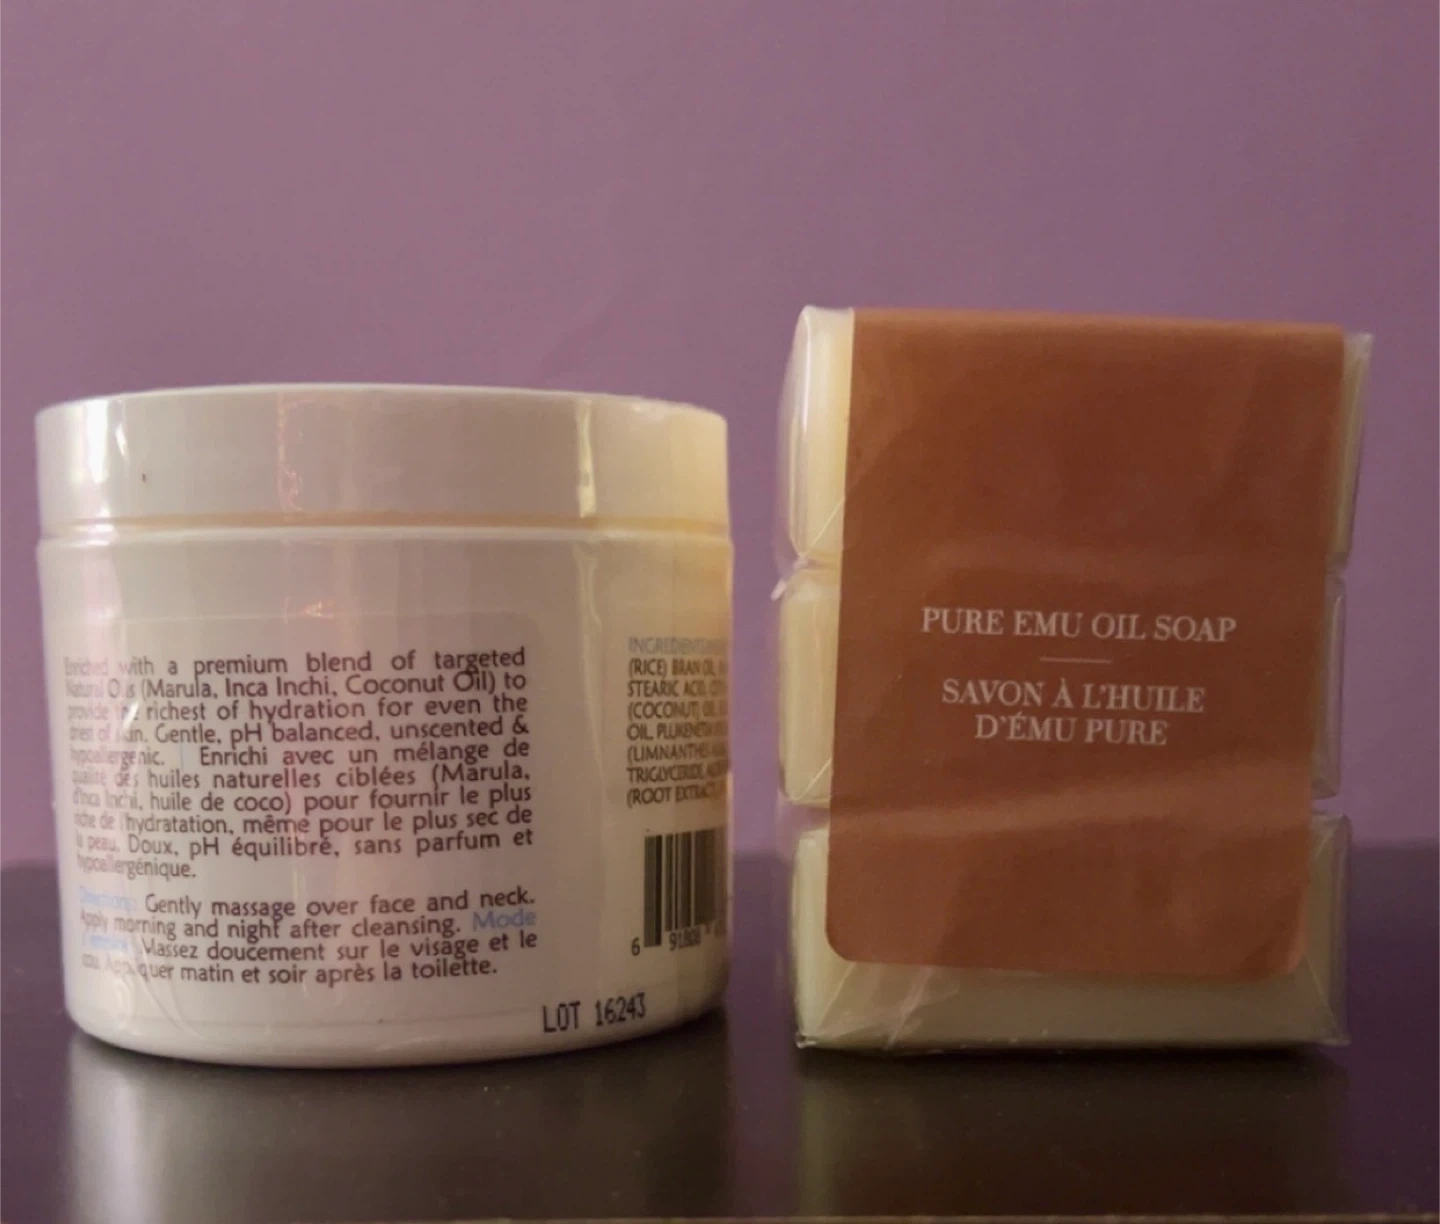 Enriched with a premium blend of targeted
Natural Oils (Marula, Inca Inchi, Coconut Oil) to
provide the richest of hydration for even the
driest of skin. Gentle, pH balanced, unscented &
hypoallergenic. | Enrichi avec un mélange de
qualité des huiles naturelles ciblées (Marula,
d'Inca Inchi, huile de coco) pour fournir le plus
riche de l'hydratation, même pour le plus sec de
la peau. Doux, pH équilibré, sans parfum et
hypoallergénique.
Directions: Gently massage over face and neck.
Apply morning and night after cleansing. Mode
Massez doucement sur le visage et le
cou. Appliquer matin et soir après la toilette.
LOT 16243
INGREDIENTS
(RICE) BRAN OIL,
STEARIC ACID,
(COCONUT) OIL,
OIL,
(LIMNANTHES
TRIGLYCERIDE,
(ROOT EXTRACT),
6 91808
PURE EMU OIL SOAP
SAVON À L'HUILE
D'ÉMU PURE